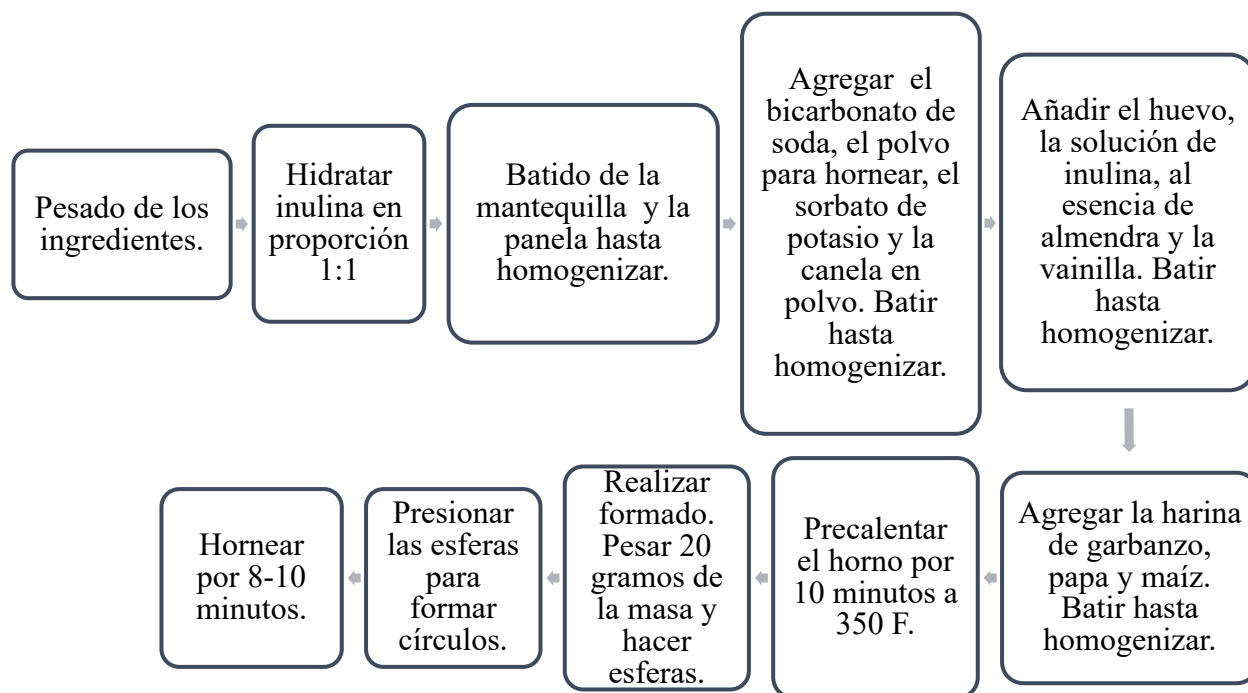 Pesado de los
ingredientes.
Hidratar
inulina en
proporción
1:1
Batido de la
mantequilla y la
panela hasta
homogenizar.
Agregar el
bicarbonato de
soda, el polvo
para hornear, el
sorbato de
potasio y la
canela en
polvo. Batir
hasta
homogenizar.
Añadir el huevo,
la solución de
inulina, al
esencia de
almendra y la
vainilla. Batir
hasta
homogenizar.
Agregar la harina
de garbanzo,
papa y maíz.
Batir hasta
homogenizar.
Precalentar
el horno por
10 minutos a
350 F.
Realizar
formado.
Pesar 20
gramos de
la masa y
hacer
esferas.
Presionar
las esferas
para
formar
círculos.
Hornear
por 8-10
minutos.